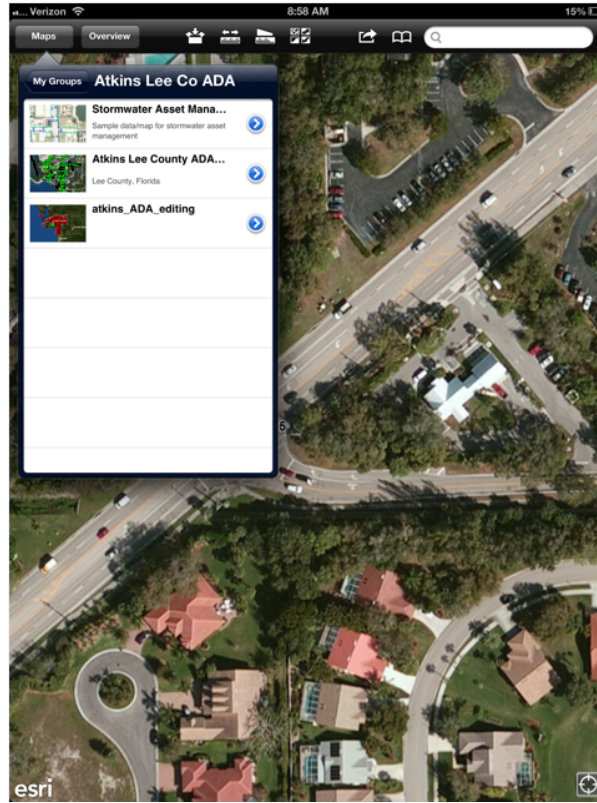 ... Verizon
8:58 AM
15%
Maps
Overview
My Groups
Atkins Lee Co ADA
Stormwater Asset Mana...
Sample data/map for stormwater asset
management
Atkins Lee County ADA...
Lee County, Florida
atkins_ADA_editing
5
esri